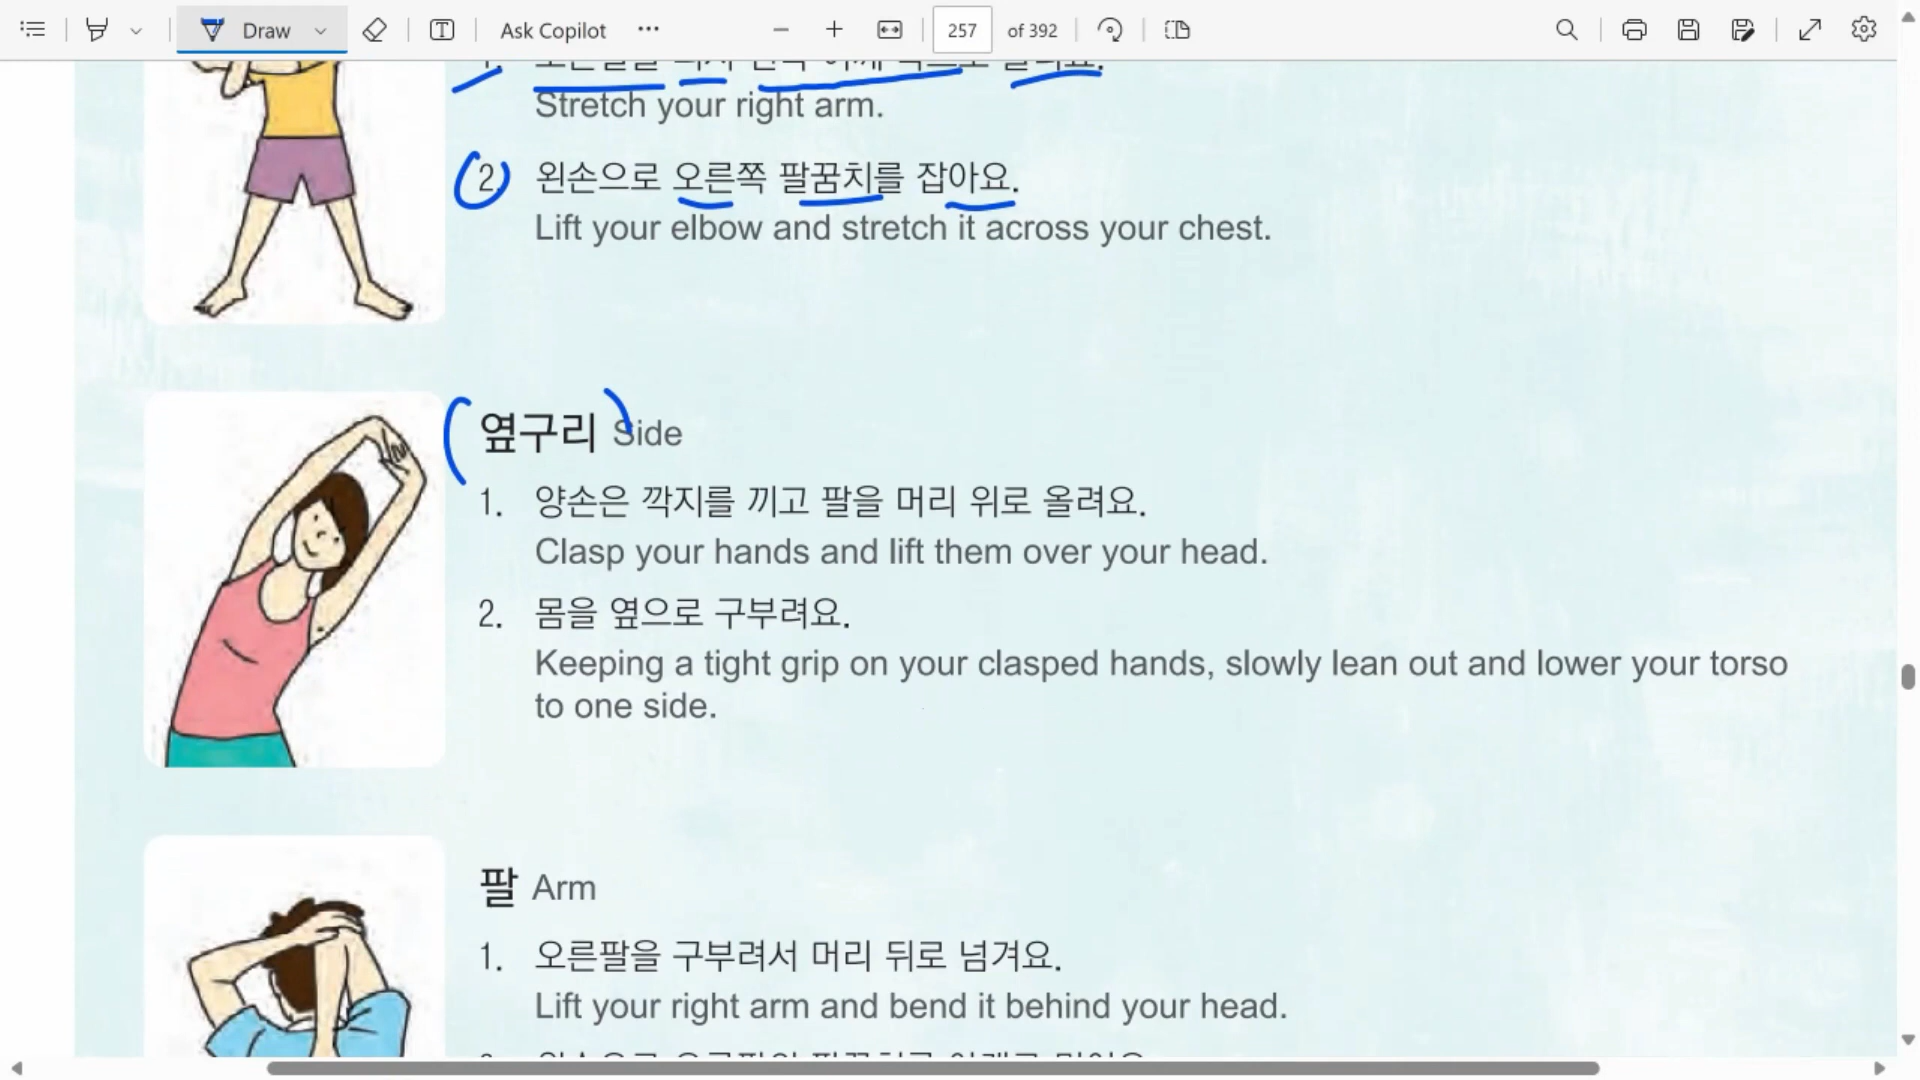 Draw
Ask Copilot
257 of 392
1.
Stretch your right arm.
2. 왼손으로 오른쪽 팔꿈치를 잡아요.
Lift your elbow and stretch it across your chest.
옆구리 Side
1. 양손은 깍지를 끼고 팔을 머리 위로 올려요.
Clasp your hands and lift them over your head.
2. 몸을 옆으로 구부려요.
Keeping a tight grip on your clasped hands, slowly lean out and lower your torso
to one side.
팔 Arm
1. 오른팔을 구부려서 머리 뒤로 넘겨요.
Lift your right arm and bend it behind your head.